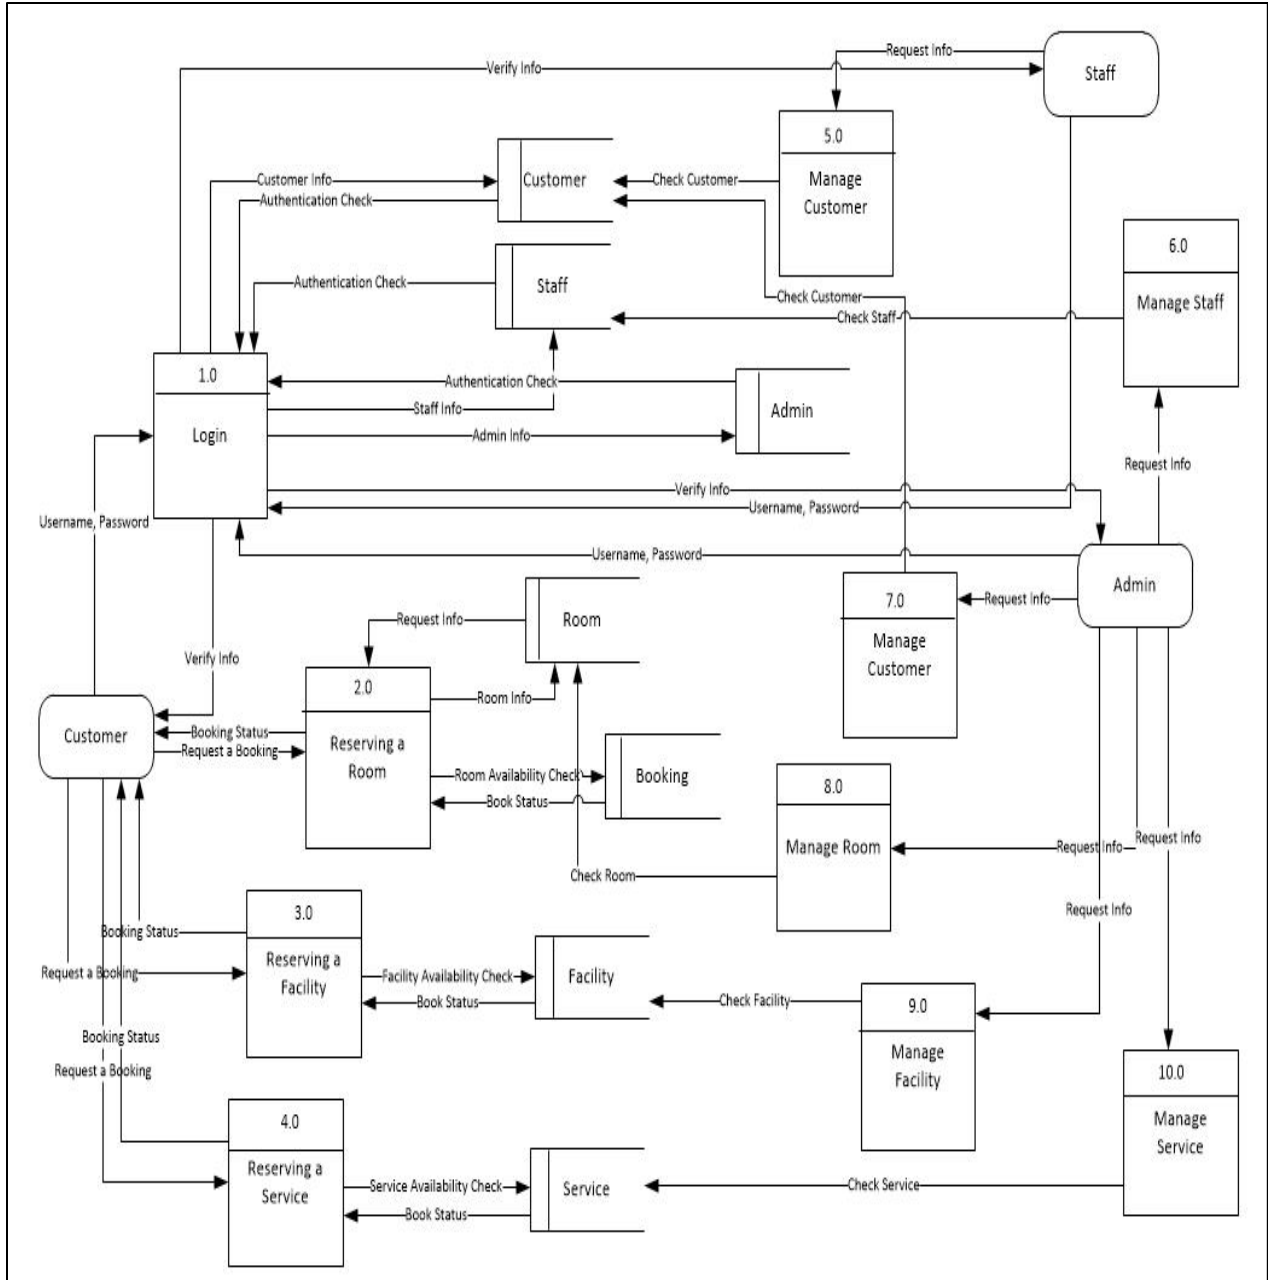 Request Info
Staff
Verify Info
5.0
Manage
Customer
Customer
Customer Info
Check Customer
Authentication Check
6.0
Manage Staff
Staff
Authentication Check
Check Customer
Check Staff
1.0
Login
Authentication Check
Staff Info
Admin
Admin Info
Request Info
Verify Info
Username, Password
Username, Password
Username, Password
Admin
7.0
Manage
Customer
Request Info
Room
Request Info
Verify Info
2.0
Reserving a
Room
Room Info
Customer
Booking Status
Request a Booking
Room Availability Check
Book Status
Booking
8.0
Manage Room
Request Info
Request Info
Check Room
Request Info
3.0
Reserving a
Facility
Booking Status
Request a Booking
Facility Availability Check
Book Status
Facility
Check Facility
9.0
Manage
Facility
Booking Status
Request a Booking
10.0
Manage
Service
4.0
Reserving a
Service
Service Availability Check
Book Status
Service
Check Service